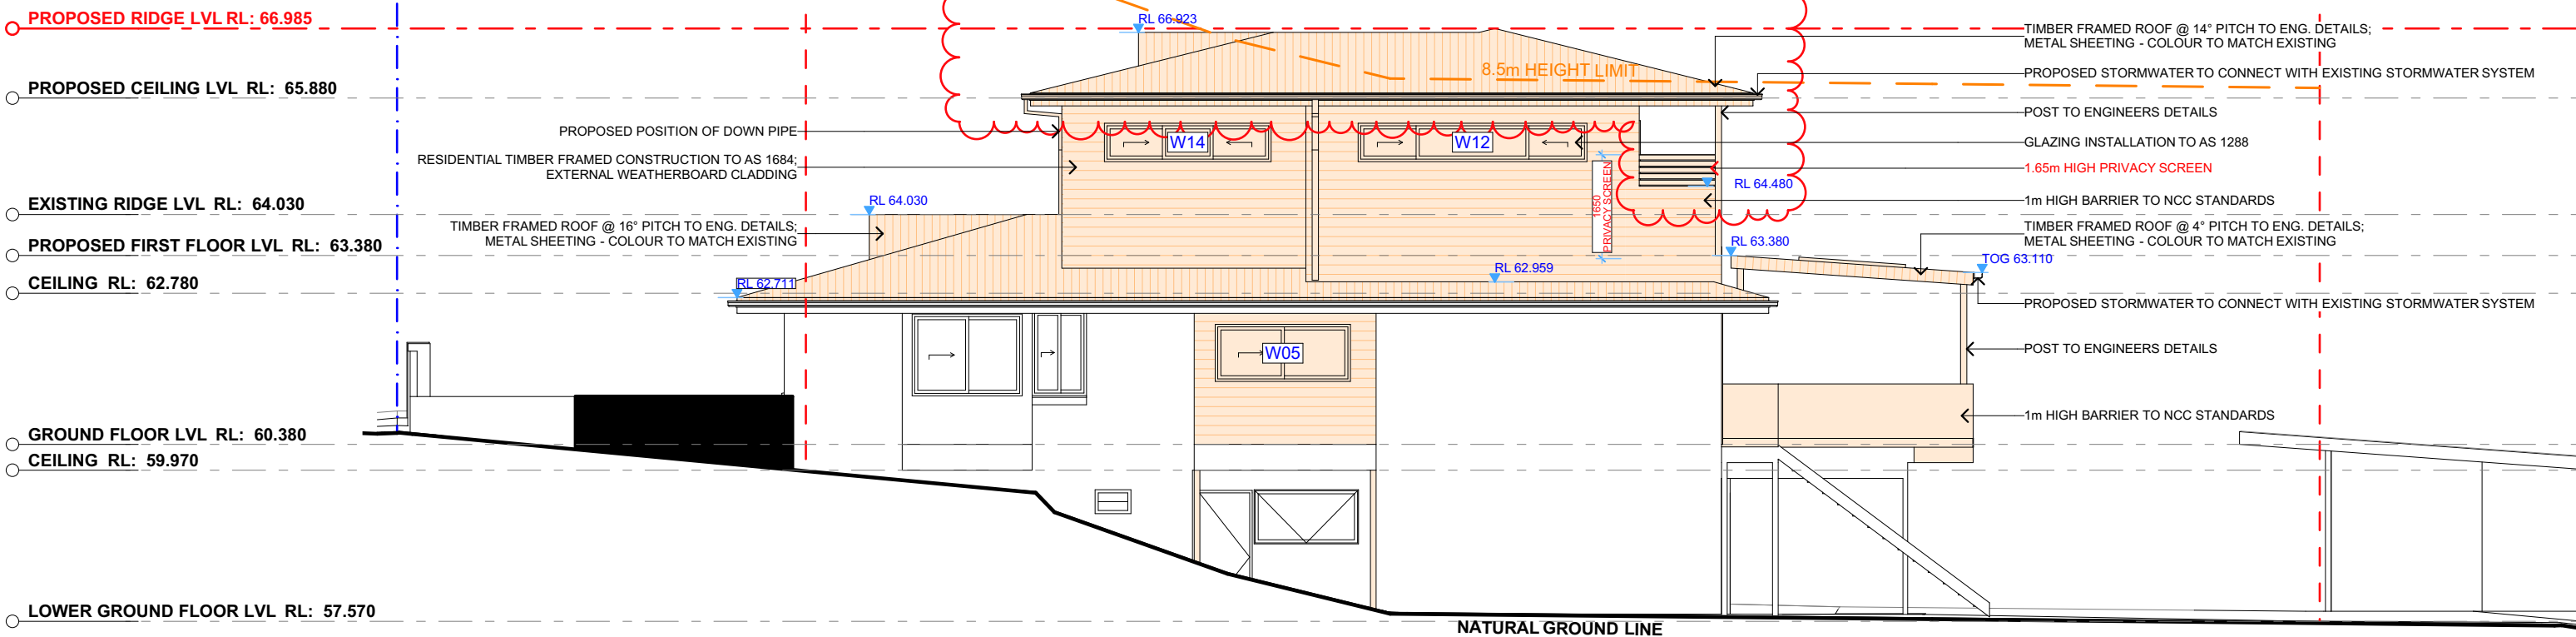 PROPOSED RIDGE LVL RL: 66.985
PROPOSED CEILING LVL RL: 65.880
EXISTING RIDGE LVL RL: 64.030
PROPOSED FIRST FLOOR LVL RL: 63.380
CEILING RL: 62.780
GROUND FLOOR LVL RL: 60.380
CEILING RL: 59.970
LOWER GROUND FLOOR LVL RL: 57.570
PROPOSED POSITION OF DOWN PIPE
RESIDENTIAL TIMBER FRAMED CONSTRUCTION TO AS 1684;
EXTERNAL WEATHERBOARD CLADDING
RL 64.030
TIMBER FRAMED ROOF @ 16° PITCH TO ENG. DETAILS;
METAL SHEETING - COLOUR TO MATCH EXISTING
RL 62.711
RL 66.923
8.5m HEIGHT LIMIT
W14
W12
1650
PRIVACY SCREEN
RL 64.480
RL 63.380
RL 62.959
TOG 63.110
W05
TIMBER FRAMED ROOF @ 14° PITCH TO ENG. DETAILS;
METAL SHEETING - COLOUR TO MATCH EXISTING
PROPOSED STORMWATER TO CONNECT WITH EXISTING STORMWATER SYSTEM
POST TO ENGINEERS DETAILS
GLAZING INSTALLATION TO AS 1288
1.65m HIGH PRIVACY SCREEN
1m HIGH BARRIER TO NCC STANDARDS
TIMBER FRAMED ROOF @ 4° PITCH TO ENG. DETAILS;
METAL SHEETING - COLOUR TO MATCH EXISTING
PROPOSED STORMWATER TO CONNECT WITH EXISTING STORMWATER SYSTEM
POST TO ENGINEERS DETAILS
1m HIGH BARRIER TO NCC STANDARDS
NATURAL GROUND LINE